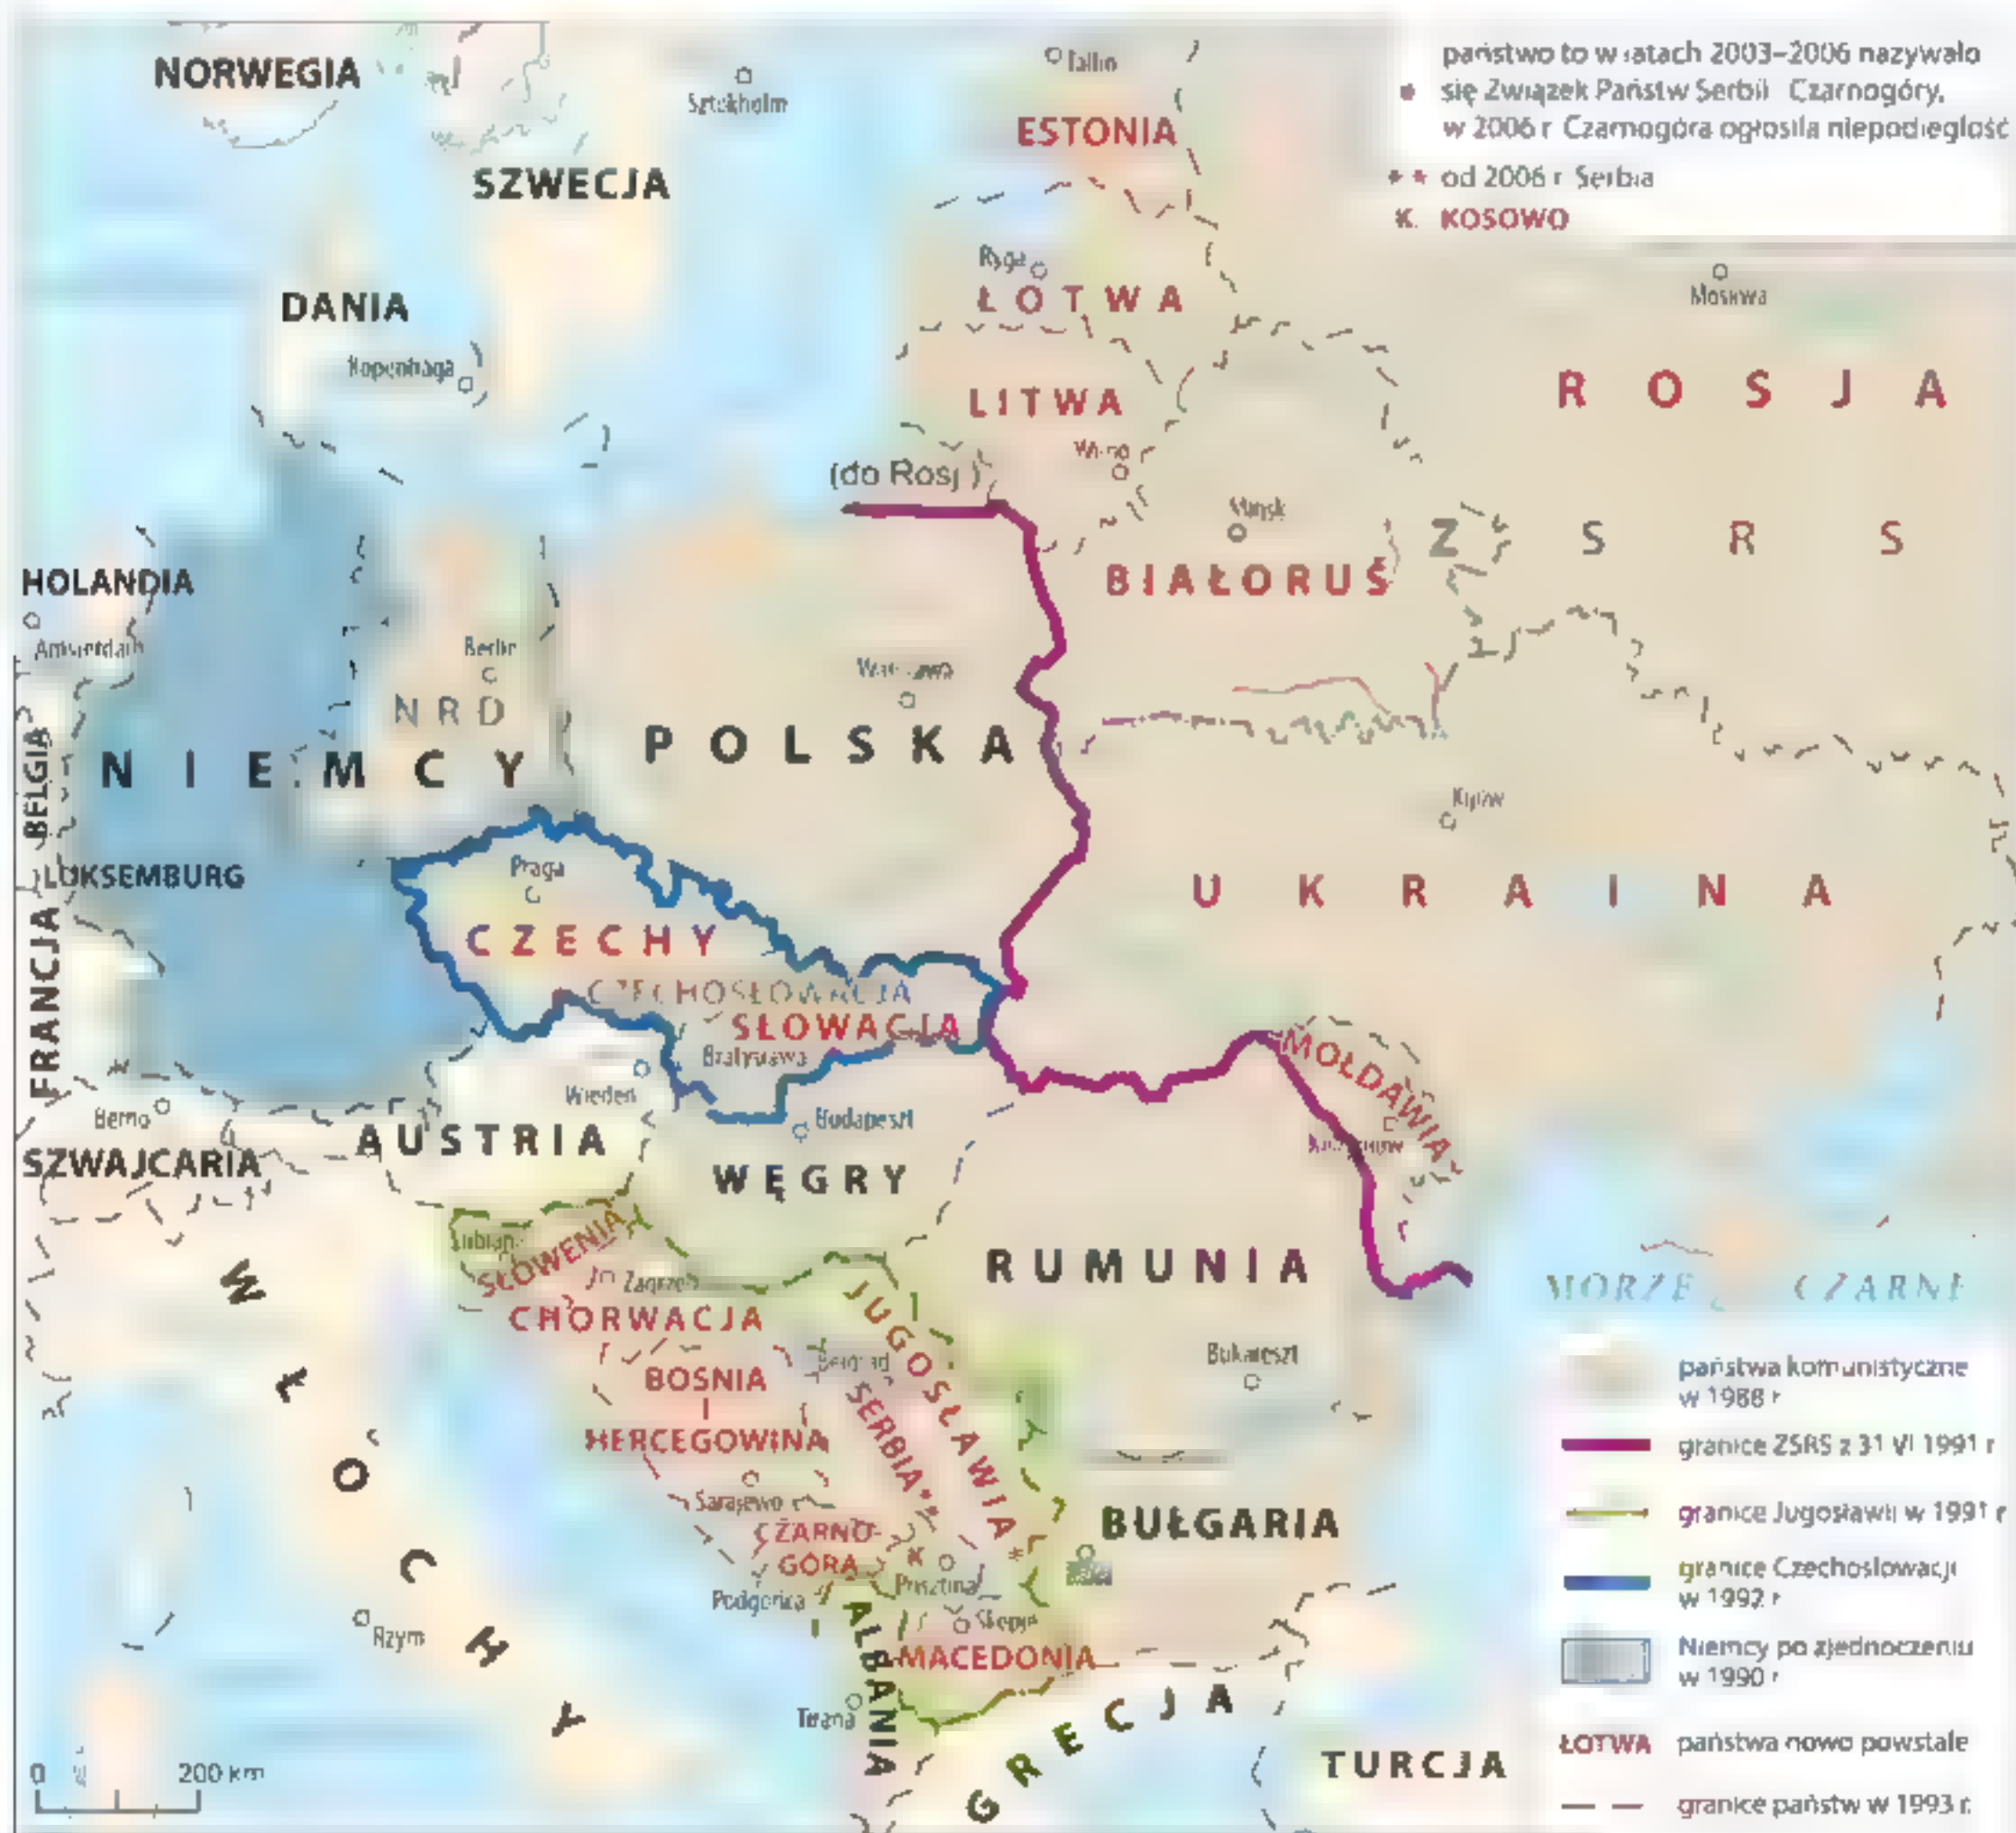 NORWEGIA
Sztokholm
Tallin
ESTONIA
SZWECJA
państwo to w latach 2003–2006 nazywało
* się Związek Państw Serbii Czarnogóry,
w 2006 r Czarnogóra ogłosiła niepodległość
** od 2006 r Serbia
K. KOSOWO
Ryga
ŁOTWA
Moskwa
DANIA
Kopenhaga
LITWA
ROSJA
(do Rosj )
Mińsk
ZSRS
HOLANDIA
Amsterdam
BIAŁORUŚ
Berlin
NRD
BELGIA
NIEMCY
POLSKA
Kijów
LUKSEMBURG
Praga
UKRAINA
FRANCJA
CZECHY
CZECHOSŁOWACJA
SŁOWACJA
Bratysława
MOŁDAWIA
Wiedeń
Berno
Budapeszt
AUSTRIA
SZWAJCARIA
WĘGRY
SŁOWENIA
Zagrzeb
RUMUNIA
MORZE CZARNE
CHORWACJA
JUGOSŁAWIA*
WŁOCHY
Belgrad
Bukareszt
BOSNIA
I
HERCEGOWINA
SERBIA**
Sarajewo
CZARNO-
GÓRA
K
Prisztina
BUŁGARIA
Podgorica
Skopje
Rzym
ALBANIA
MACEDONIA
Tirana
GRECJA
TURCJA
0 200 km
państwa komunistyczne
w 1988 r
granice ZSRS z 31 VI 1991 r
granice Jugosławii w 1991 r
granice Czechosłowacji
w 1992 r
Niemcy po zjednoczeniu
w 1990 r
ŁOTWA państwa nowo powstałe
granice państw w 1993 r.